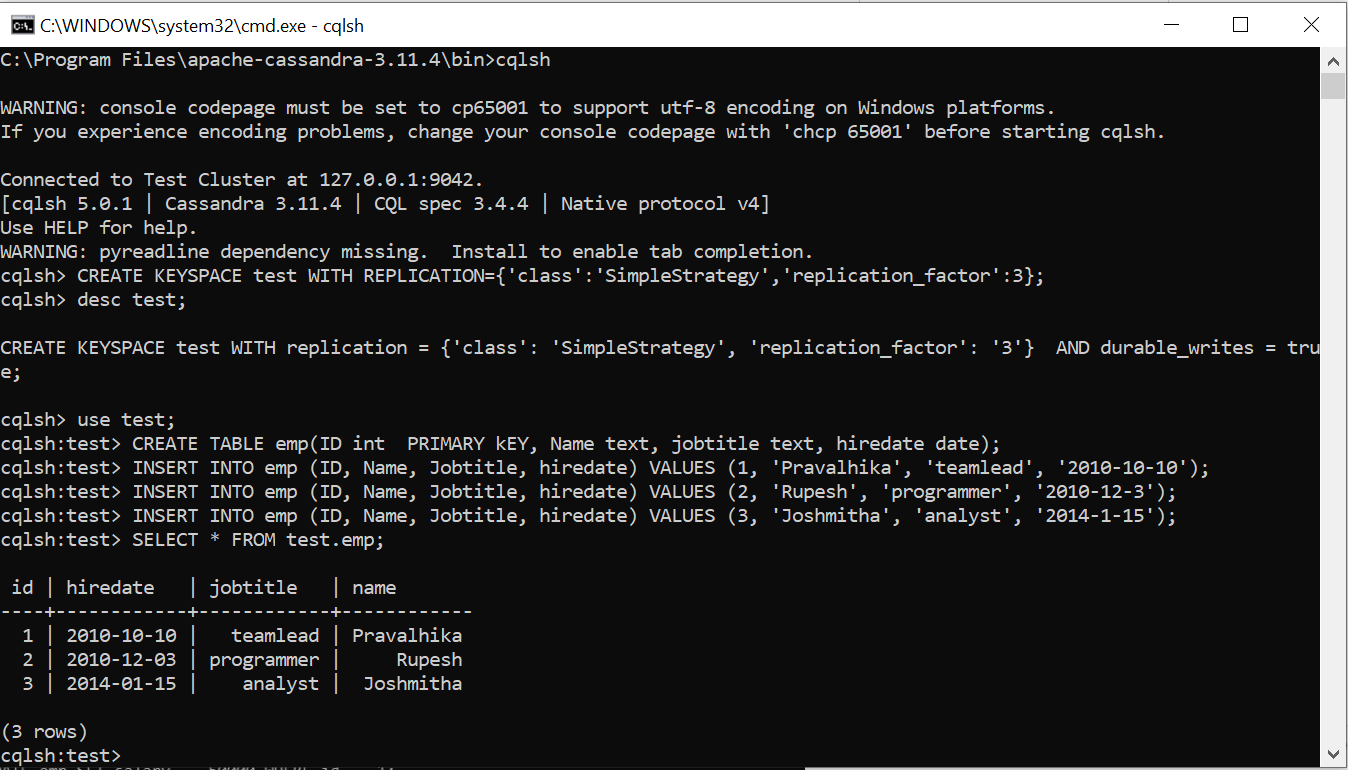 C:\WINDOWS\system32\cmd.exe - cqlsh
C:\Program Files\apache-cassandra-3.11.4\bin>cqlsh
WARNING: console codepage must be set to cp65001 to support utf-8 encoding on Windows platforms.
If you experience encoding problems, change your console codepage with 'chcp 65001' before starting cqlsh.
Connected to Test Cluster at 127.0.0.1:9042.
[cqlsh 5.0.1 | Cassandra 3.11.4 | CQL spec 3.4.4 | Native protocol v4]
Use HELP for help.
WARNING: pyreadline dependency missing.  Install to enable tab completion.
cqlsh> CREATE KEYSPACE test WITH REPLICATION={'class':'SimpleStrategy','replication_factor':3};
cqlsh> desc test;
CREATE KEYSPACE test WITH replication = {'class': 'SimpleStrategy', 'replication_factor': '3'}  AND durable_writes = tru
e;
cqlsh> use test;
cqlsh:test> CREATE TABLE emp(ID int  PRIMARY kEY, Name text, jobtitle text, hiredate date);
cqlsh:test> INSERT INTO emp (ID, Name, Jobtitle, hiredate) VALUES (1, 'Pravalhika', 'teamlead', '2010-10-10');
cqlsh:test> INSERT INTO emp (ID, Name, Jobtitle, hiredate) VALUES (2, 'Rupesh', 'programmer', '2010-12-3');
cqlsh:test> INSERT INTO emp (ID, Name, Jobtitle, hiredate) VALUES (3, 'Joshmitha', 'analyst', '2014-1-15');
cqlsh:test> SELECT * FROM test.emp;
 id | hiredate   | jobtitle   | name
----+------------+------------+------------
  1 | 2010-10-10 |   teamlead | Pravalhika
  2 | 2010-12-03 | programmer |     Rupesh
  3 | 2014-01-15 |    analyst |  Joshmitha
(3 rows)
cqlsh:test>